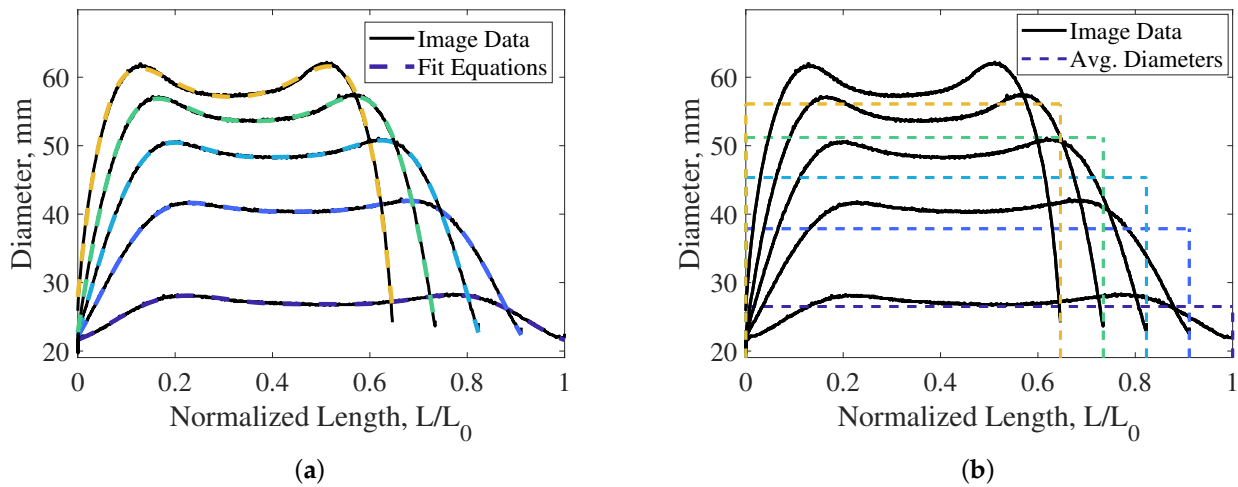 Image Data
Fit Equations
Diameter, mm
60
50
40
30
20
0
0.2
0.4
0.6
0.8
1
Normalized Length, L/L0
(a)
Image Data
Avg. Diameters
Diameter, mm
60
50
40
30
20
0
0.2
0.4
0.6
0.8
1
Normalized Length, L/L0
(b)